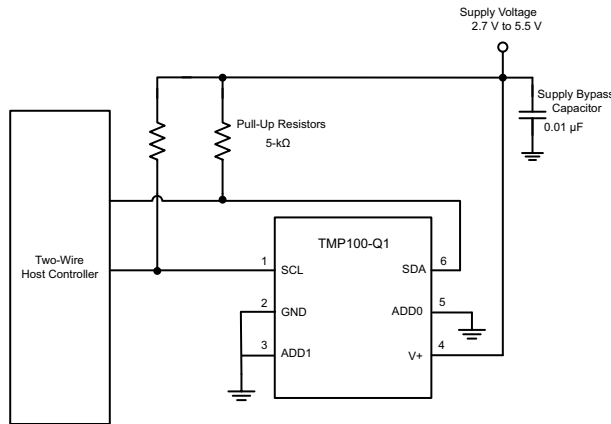 Supply Voltage
2.7 V to 5.5 V
Supply Bypass
Capacitor
0.01 µF
Pull-Up Resistors
5-kΩ
Two-Wire
Host Controller
TMP100-Q1
1
SCL
SDA
6
2
GND
ADD0
5
3
ADD1
V+
4